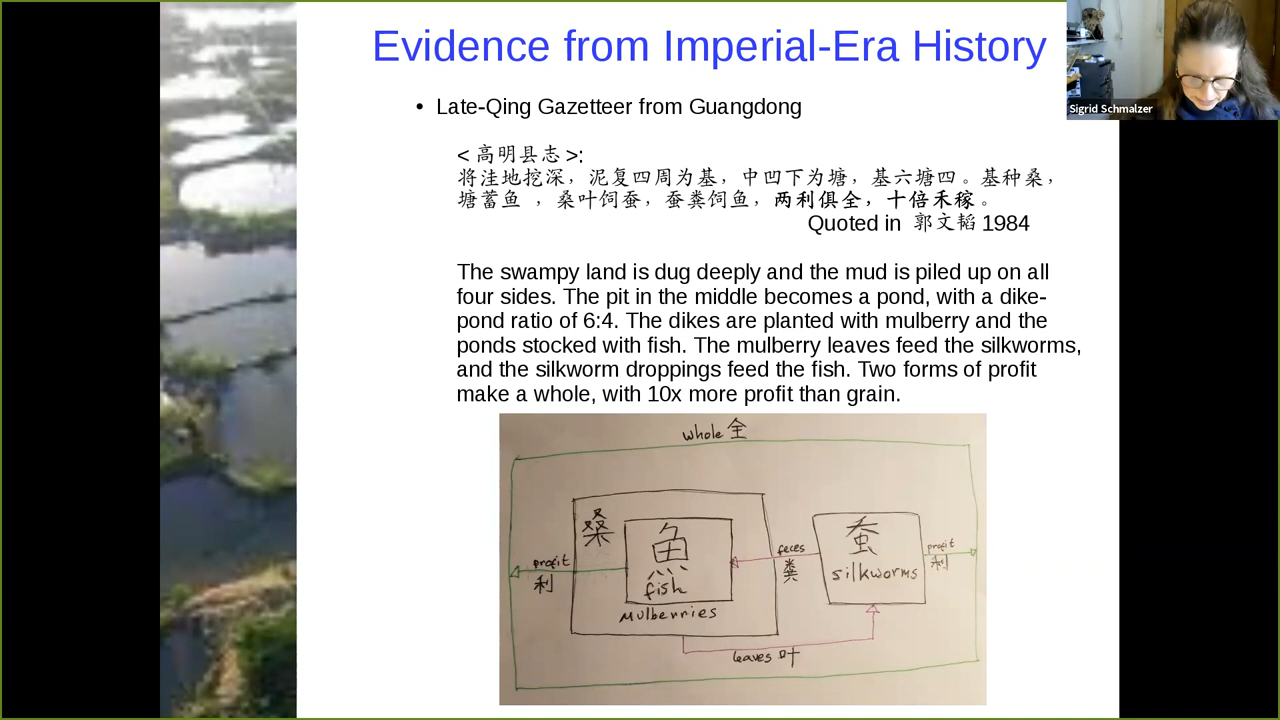 Evidence from Imperial-Era History
Sigrid Schmalzer
• Late-Qing Gazetteer from Guangdong
< 高明县志 >:
将洼地挖深，泥复四周为基，中凹下为塘，基六塘四。基种桑，
塘蓄鱼 ，桑叶饲蚕，蚕粪饲鱼，两利俱全，十倍禾稼。
Quoted in 郭文韬 1984
The swampy land is dug deeply and the mud is piled up on all
four sides. The pit in the middle becomes a pond, with a dike-
pond ratio of 6:4. The dikes are planted with mulberry and the
ponds stocked with fish. The mulberry leaves feed the silkworms,
and the silkworm droppings feed the fish. Two forms of profit
make a whole, with 10x more profit than grain.
whole 全
桑
鱼
fish
mulberries
profit
利
feces
粪
蚕
silkworms
profit
利
leaves 叶